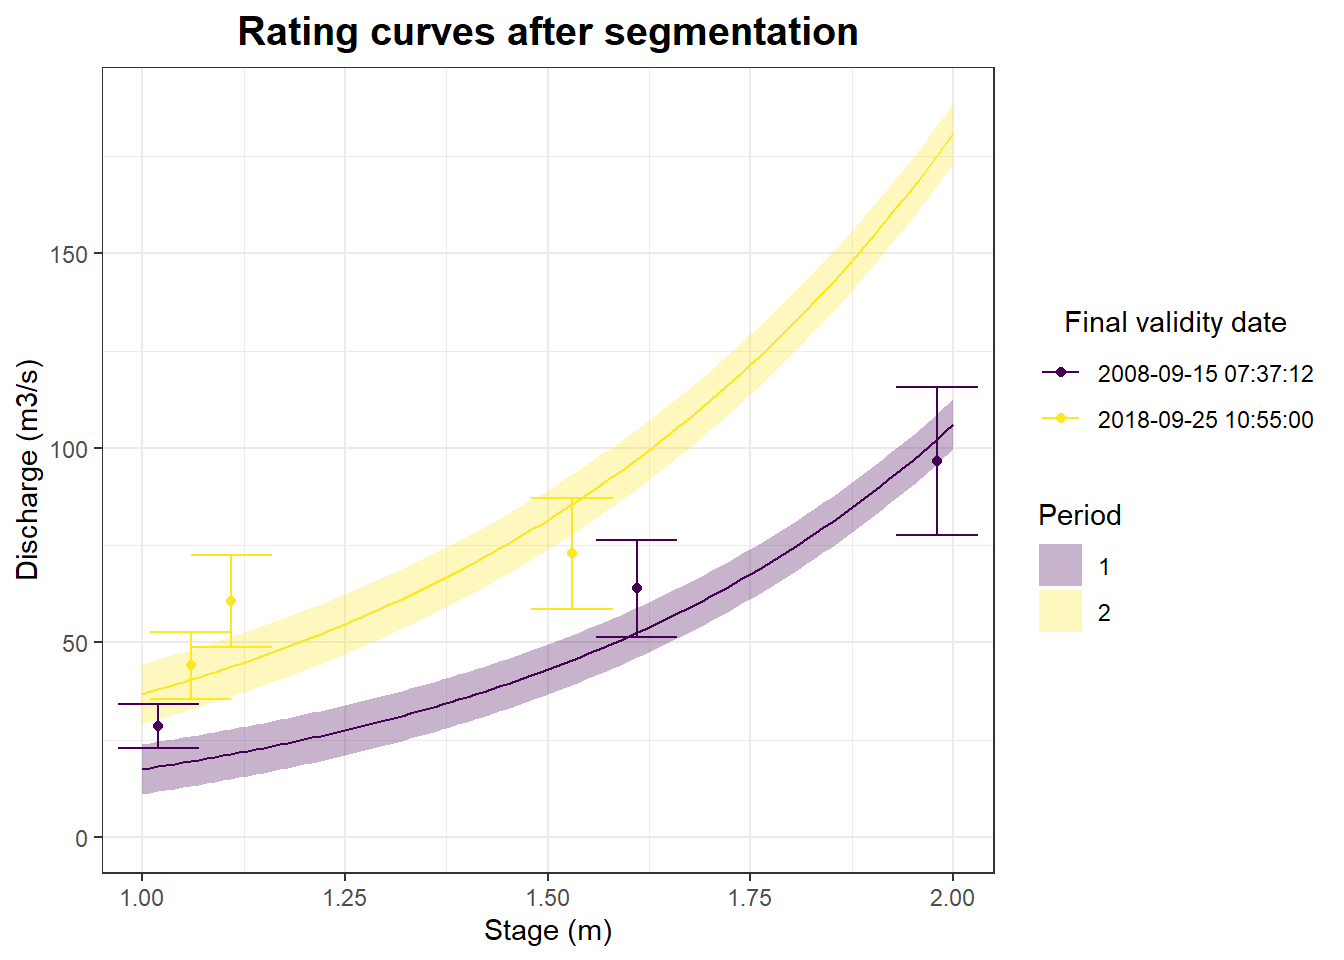 Rating curves after segmentation
Discharge (m3/s)
150
100
50
0
1.00 1.25 1.50 1.75 2.00
Stage (m)
Final validity date
2008-09-15 07:37:12
2018-09-25 10:55:00
Period
1
2